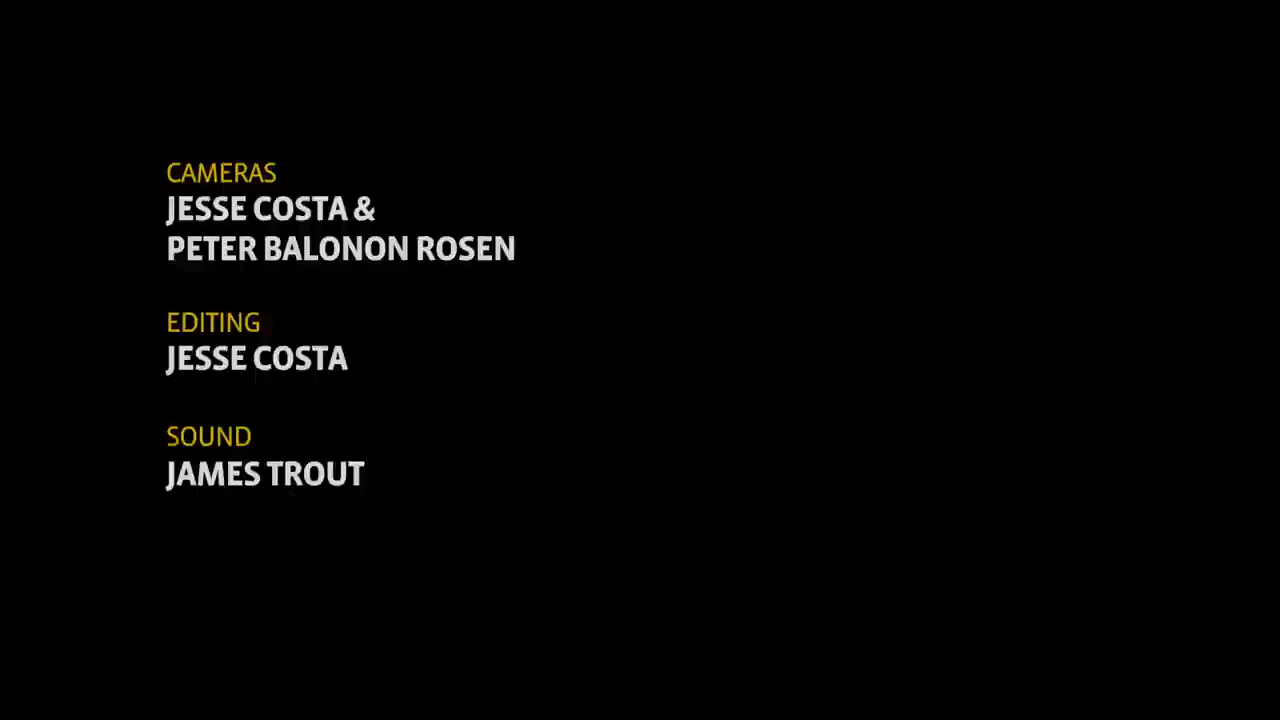 CAMERAS
JESSE COSTA &
PETER BALONON ROSEN
EDITING
JESSE COSTA
SOUND
JAMES TROUT